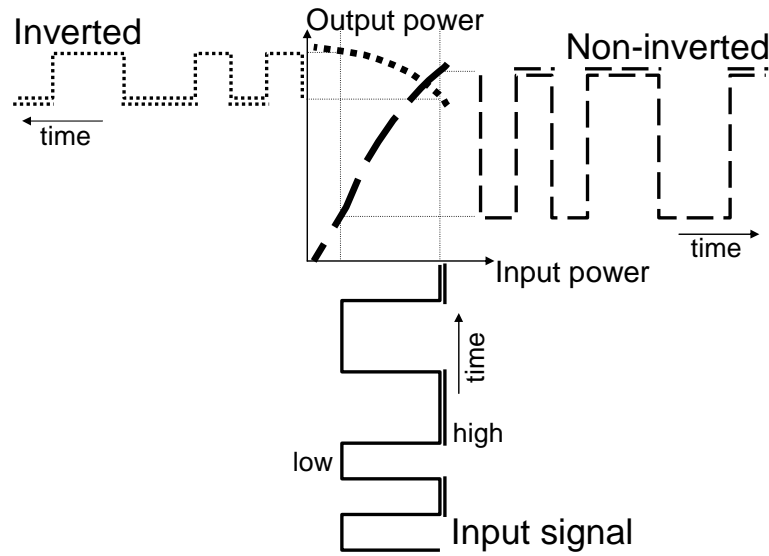 Inverted
Output power
Non-inverted
time
time
Input power
time
high
low
Input signal